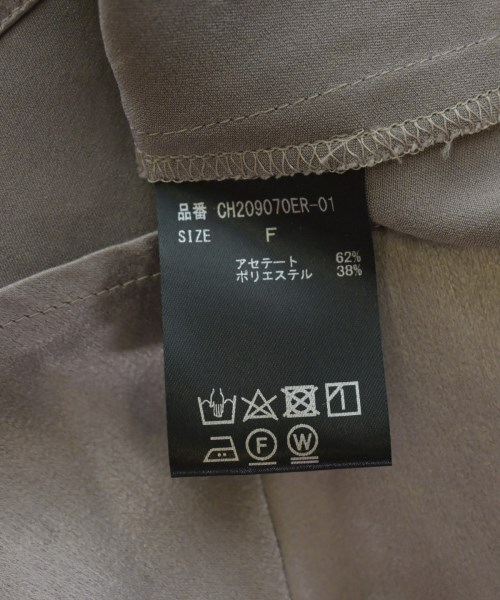 品番 CH209070ER-01
SIZE F
アセテート 62%
ポリエステル 38%
F W